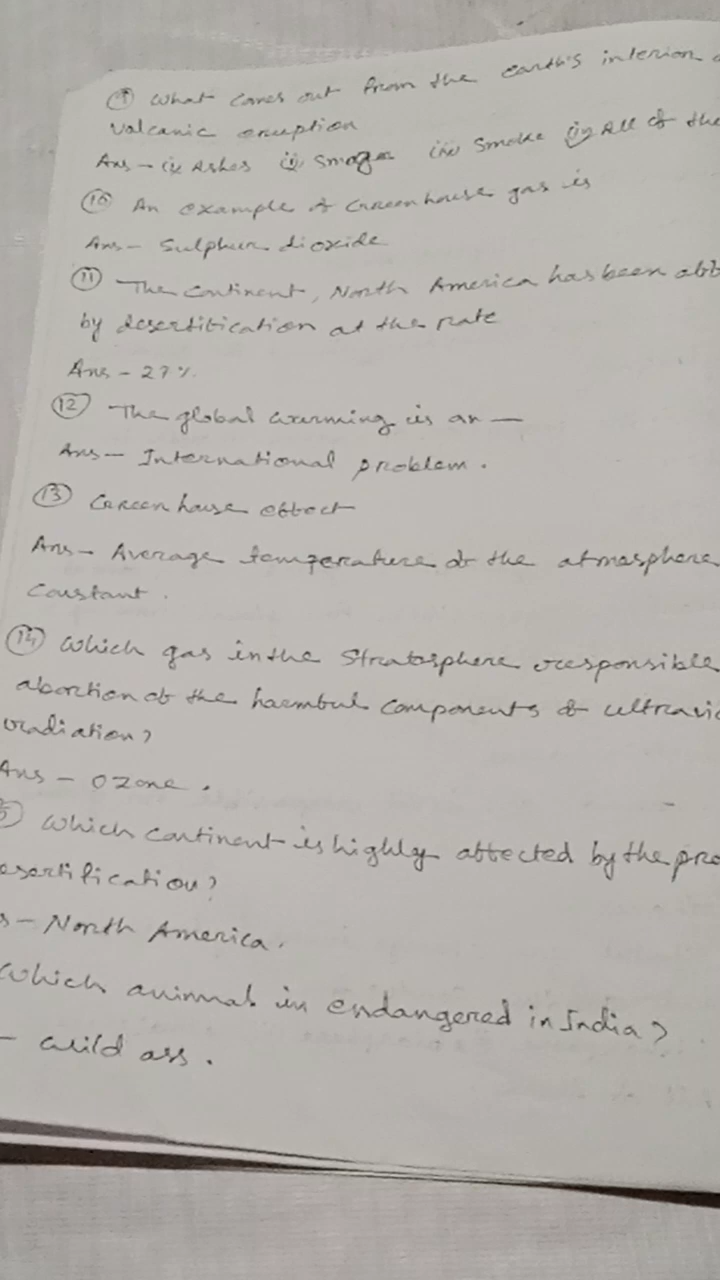 ⑨ What comes out from the earth's interior
Valcanic eruption
Ans - (i) Ashes (ii) (iii) Smoke (iv) All of the
⑩ An example of Greenhouse gas is
Ans - Sulphur dioxide
⑪ The continent, North America has been
by desertification at the rate
Ans - 27%.
⑫ The global warming is an —
Ans - International problem.
⑬ Green house effect
Ans - Average temperature of the atmosphere
constant.
⑭ Which gas in the Stratosphere responsible
abortion of the harmful components of
radiation?
Ans - Ozone.
Which continent is highly affected by the
s - North America.
Which animal in endangered in India?
- Wild ass.